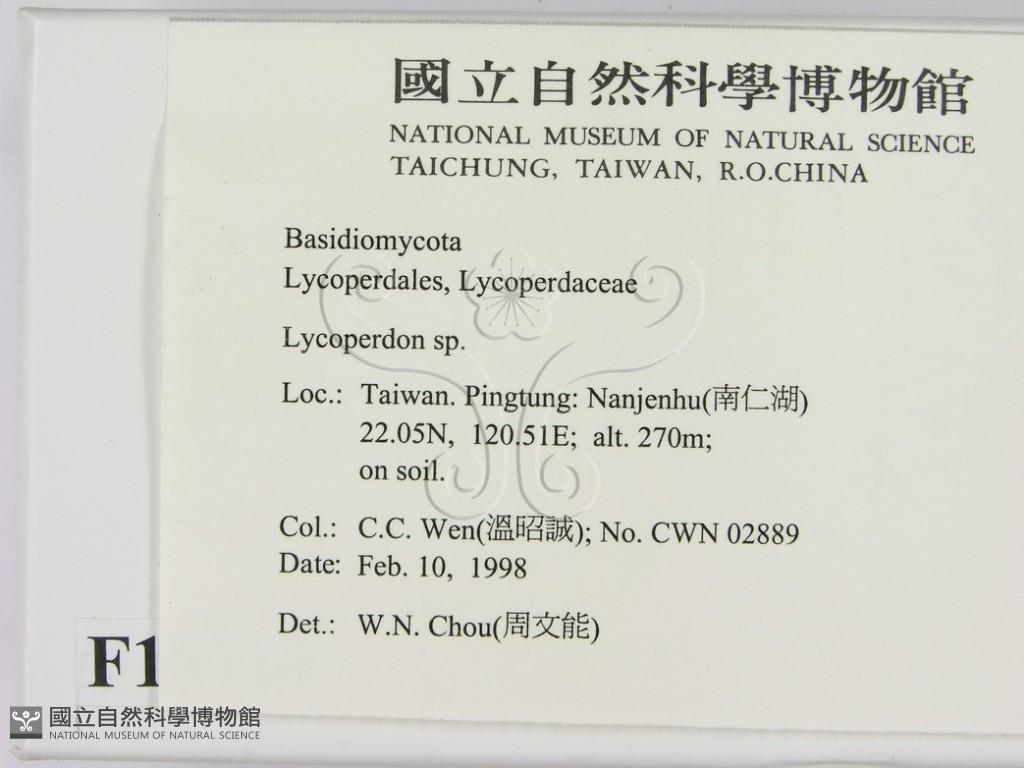 國立自然科學博物館
NATIONAL MUSEUM OF NATURAL SCIENCE
TAICHUNG, TAIWAN, R.O.CHINA
Basidiomycota
Lycoperdales, Lycoperdaceae
Lycoperdon sp.
Loc.: Taiwan. Pingtung: Nanjenhu(南仁湖)
22.05N, 120.51E; alt. 270m;
on soil.
Col.: C.C. Wen(溫昭誠); No. CWN 02889
Date: Feb. 10, 1998
Det.: W.N. Chou(周文能)
F1
國立自然科學博物館
NATIONAL MUSEUM OF NATURAL SCIENCE